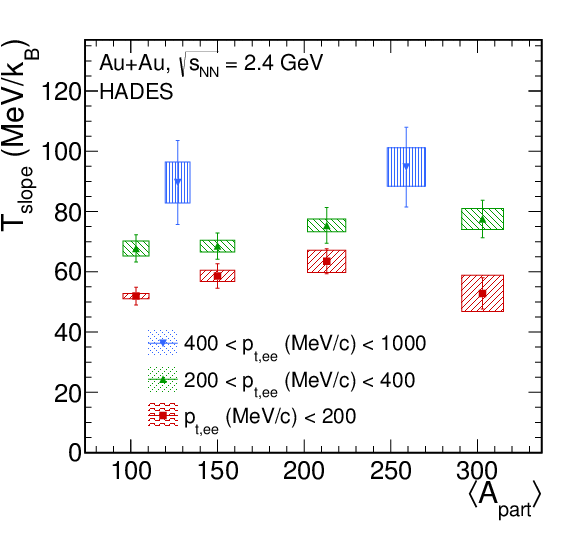 Au+Au, √s_NN = 2.4 GeV
HADES
T_slope (MeV/k_B)
120
100
80
60
40
20
0
400 < p_t,ee (MeV/c) < 1000
200 < p_t,ee (MeV/c) < 400
p_t,ee (MeV/c) < 200
100 150 200 250 300
⟨A_part⟩